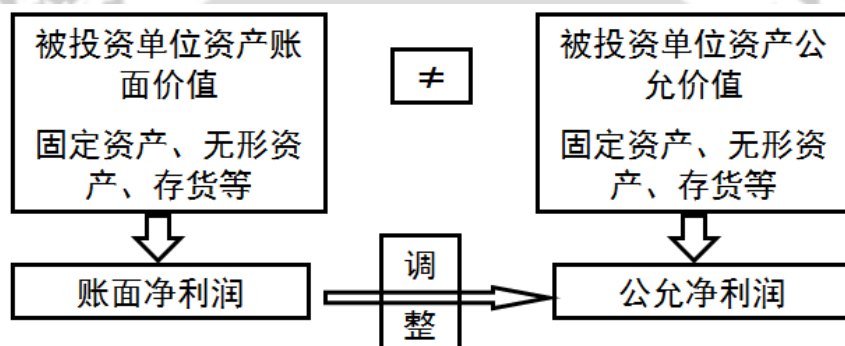 被投资单位资产账
面价值
固定资产、无形资
产、存货等
≠
被投资单位资产公
允价值
固定资产、无形资
产、存货等
账面净利润
调
整
公允净利润